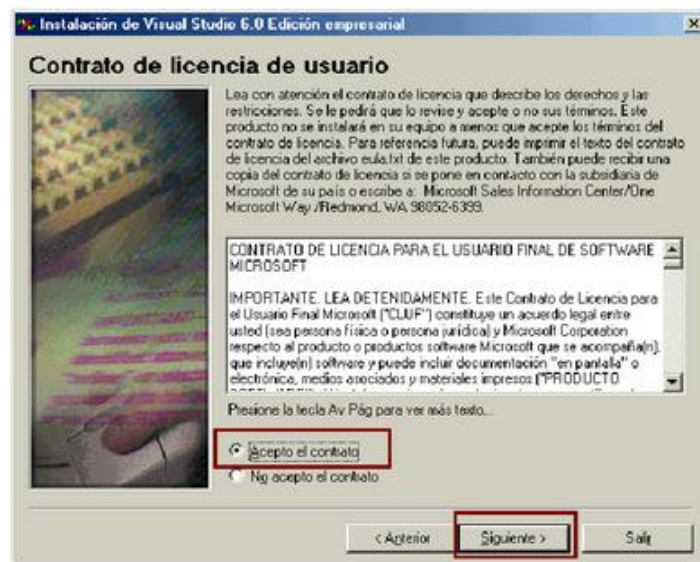 Instalación de Visual Studio 6.0 Edición empresarial
Contrato de licencia de usuario
Lea con atención el contrato de licencia que describe los derechos y las
restricciones. Se le pedirá que lo revise y acepte o no sus términos. Este
producto no se instalará en su equipo a menos que acepte los términos del
contrato de licencia. Para referencia futura, puede imprimir el texto del contrato
de licencia del archivo eula.txt de este producto. También puede recibir una
copia del contrato de licencia si se pone en contacto con la subsidiaria de
Microsoft de su país o escribe a: Microsoft Sales Information Center/One
Microsoft Way /Redmond, WA 98052-6399.
CONTRATO DE LICENCIA PARA EL USUARIO FINAL DE SOFTWARE
MICROSOFT
IMPORTANTE. LEA DETENIDAMENTE. Este Contrato de Licencia para
el Usuario Final Microsoft ("CLUF") constituye un acuerdo legal entre
usted (sea persona física o persona jurídica) y Microsoft Corporation
respecto al producto o productos software Microsoft que se acompaña(n),
que incluye(n) software y puede incluir documentación "en pantalla" o
electrónica, medios asociados y materiales impresos ("PRODUCTO
Presione la tecla Av Pág para ver más texto...
Acepto el contrato
No acepto el contrato
< Anterior
Siguiente >
Salir